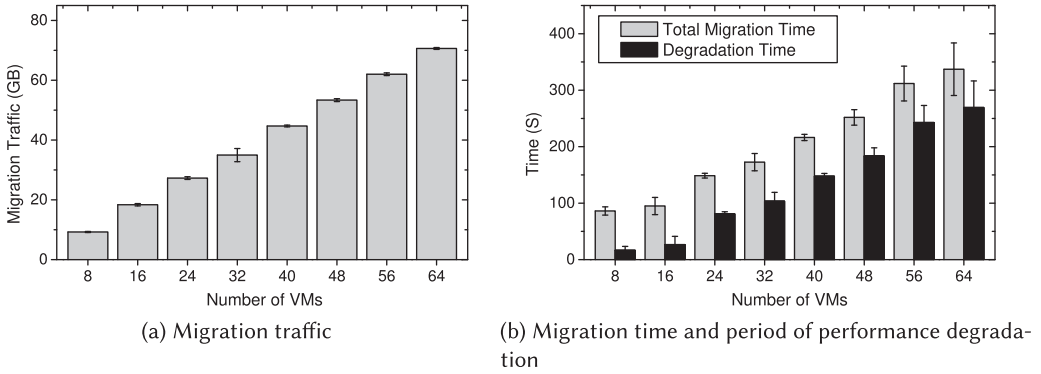 80
60
40
20
0
Migration Traffic (GB)
8 16 24 32 40 48 56 64
Number of VMs
(a) Migration traffic
400
300
200
100
0
Time (S)
Total Migration Time
Degradation Time
8 16 24 32 40 48 56 64
Number of VMs
(b) Migration time and period of performance degrada-
tion